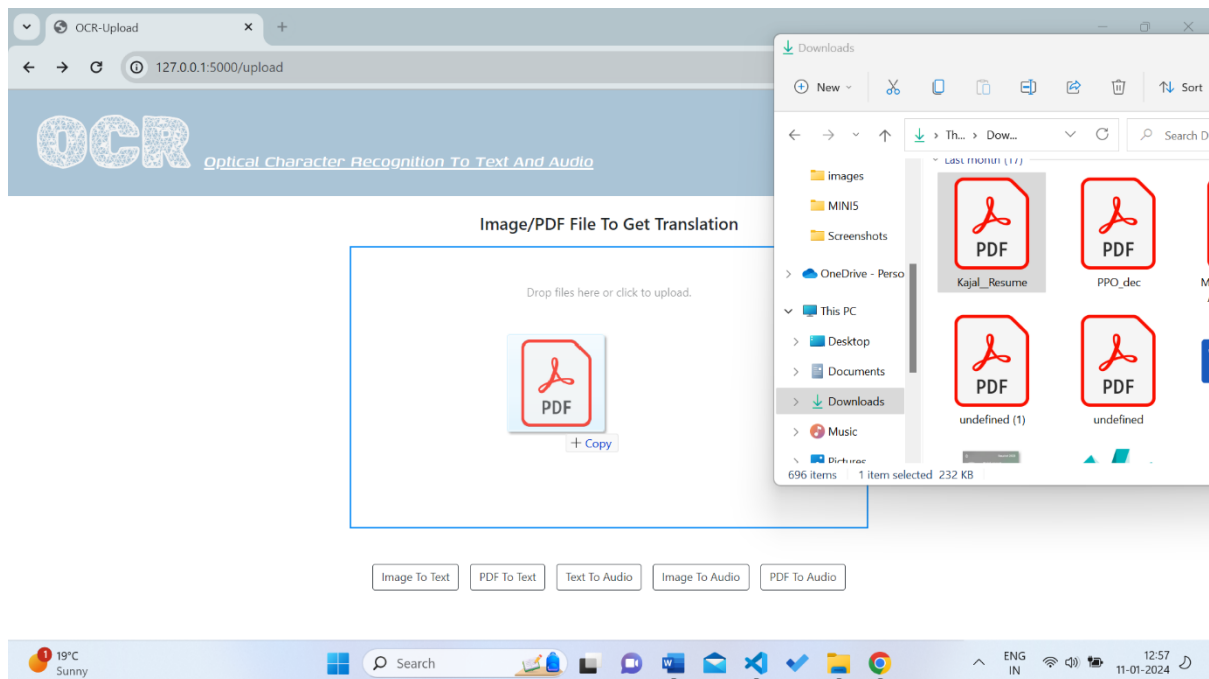 OCR-Upload
127.0.0.1:5000/upload
OCR
Optical Character Recognition To Text And Audio
Image/PDF File To Get Translation
Drop files here or click to upload.
PDF
+ Copy
Image To Text
PDF To Text
Text To Audio
Image To Audio
PDF To Audio
Downloads
New
Sort
Th... > Dow...
Search D
images
MINI5
Screenshots
OneDrive - Perso
This PC
Desktop
Documents
Downloads
Music
Pictures
Last month (17)
PDF
PDF
Kajal__Resume
PPO_dec
M
PDF
PDF
undefined (1)
undefined
696 items
1 item selected 232 KB
1
19°C
Sunny
Search
ENG
IN
12:57
11-01-2024